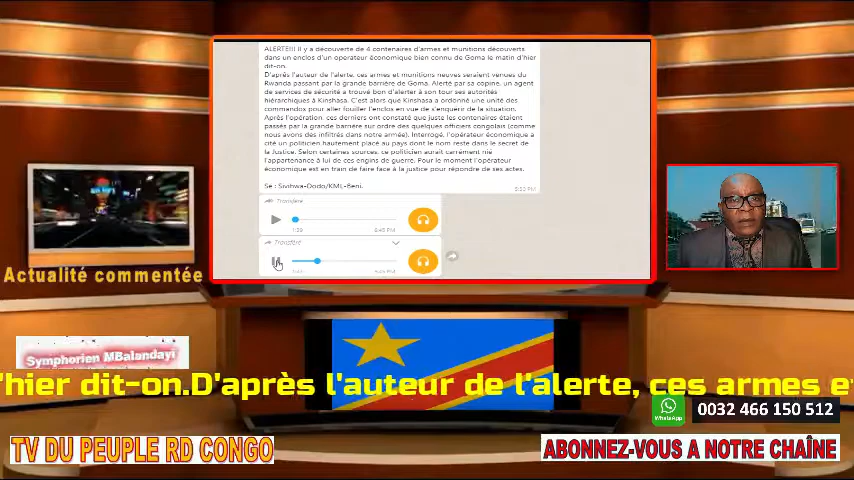 ALERTE!!! Il y a découverte de 4 contenaires d'armes et munitions découverts
dans un enclos d'un operateur économique bien connu de Goma le matin d'hier
dit-on.
D'après l'auteur de l'alerte, ces armes et munitions neuves seraient venues du
Rwanda passant par la grande barrière de Goma. Alerté par sa copine, un agent
de services de sécurité a trouvé bon d'alerter à son tour ses autorités
hiérarchiques à Kinshasa. C'est alors que Kinshasa a ordonné une unité des
commandox pour aller fouiller l'enclos en vue de s'enquérir de la situation.
Après l'opération, ces derniers ont constaté que juste les contenaires étaient
passés par la grande barrière sur ordre des quelques officiers congolais (comme
nous avons des infiltrés dans notre armée). Interrogé, l'opérateur économique a
cité un politicien hautement placé au pays dont le nom reste dans le secret de
la Justice. Selon certaines sources, ce politicien aurait carrément nié
l'appartenance à lui de ces engins de guerre. Pour le moment l'opérateur
économique est en train de faire face à la justice pour répondre de ses actes.
Sé : Sivihwa-Dodo/KML-Beni.
Transféré
1:39
Transféré
Actualité commentée
Symphorien MBalandayi
'hier dit-on.D'après l'auteur de l'alerte, ces armes e
WhatsApp
0032 466 150 512
TV DU PEUPLE RD CONGO
ABONNEZ-VOUS A NOTRE CHAÎNE